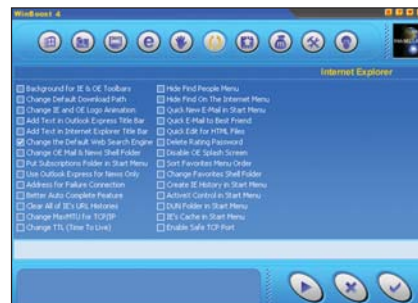 WinBoost 4
Internet Explorer
Background for IE & OE Toolbars
Change Default Download Path
Change IE and OE Logo Animation
Add Text in Outlook Express Title Bar
Add Text in Internet Explorer Title Bar
Change the Default Web Search Engine
Change OE Mail & News Shell Folder
Put Subscriptions Folder in Start Menu
Use Outlook Express for News Only
Address for Failure Connection
Better Auto Complete Feature
Clear All of IE's URL Histories
Change MaxMTU for TCP/IP
Change TTL (Time To Live)
Hide Find People Menu
Hide Find On The Internet Menu
Quick New E-Mail in Start Menu
Quick E-Mail to Best Friend
Quick Edit for HTML Files
Delete Rating Password
Disable OE Splash Screen
Sort Favorites Menu Order
Change Favorites Shell Folder
Create IE History in Start Menu
ActiveX Control in Start Menu
DUN Folder in Start Menu
IE's Cache in Start Menu
Enable Safe TCP Port